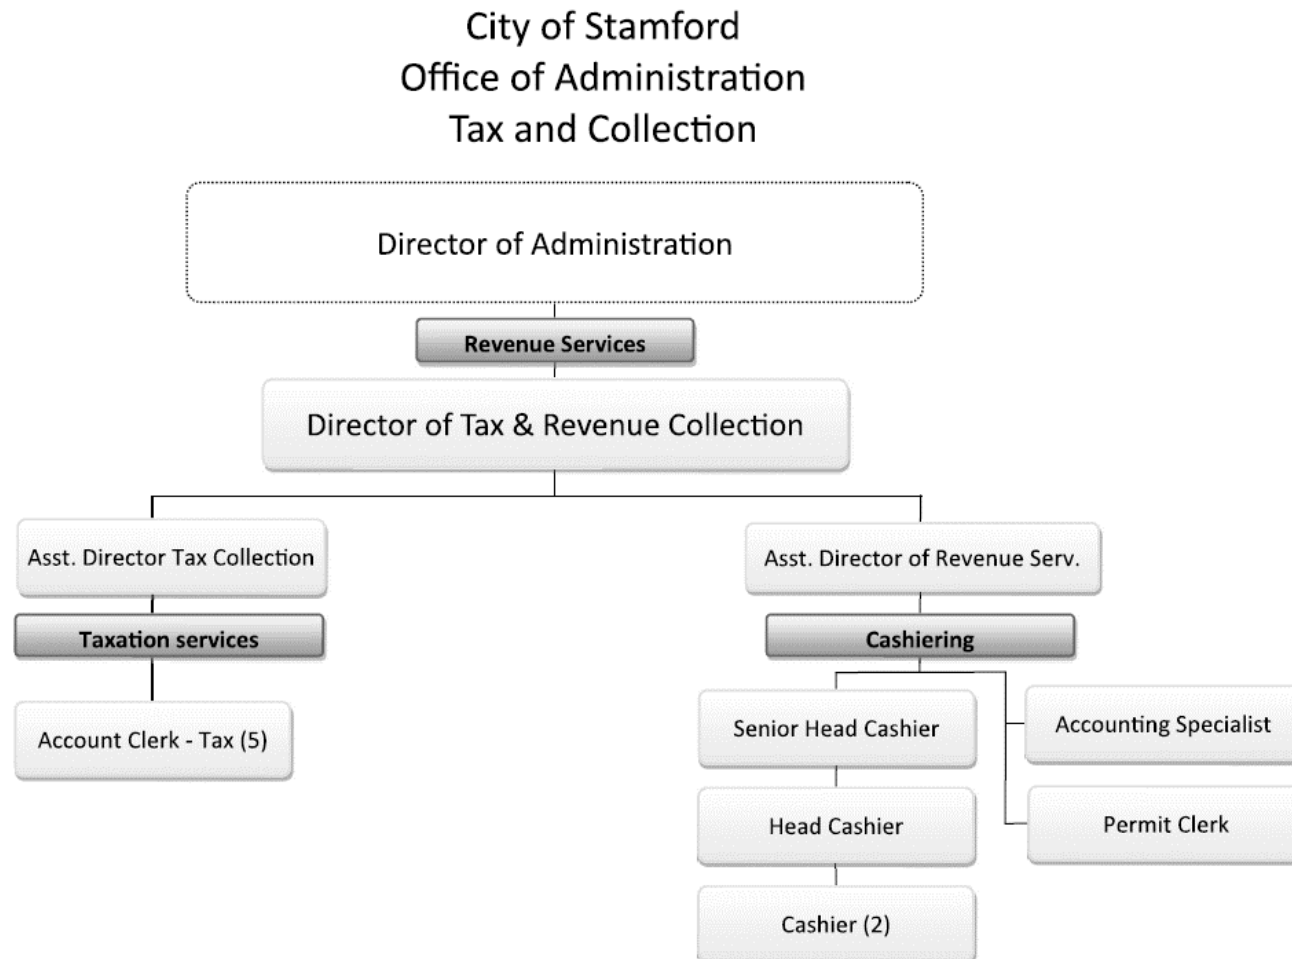 City of Stamford
Office of Administration
Tax and Collection
Director of Administration
Revenue Services
Director of Tax & Revenue Collection
Asst. Director Tax Collection
Asst. Director of Revenue Serv.
Taxation services
Cashiering
Account Clerk - Tax (5)
Senior Head Cashier
Accounting Specialist
Head Cashier
Permit Clerk
Cashier (2)